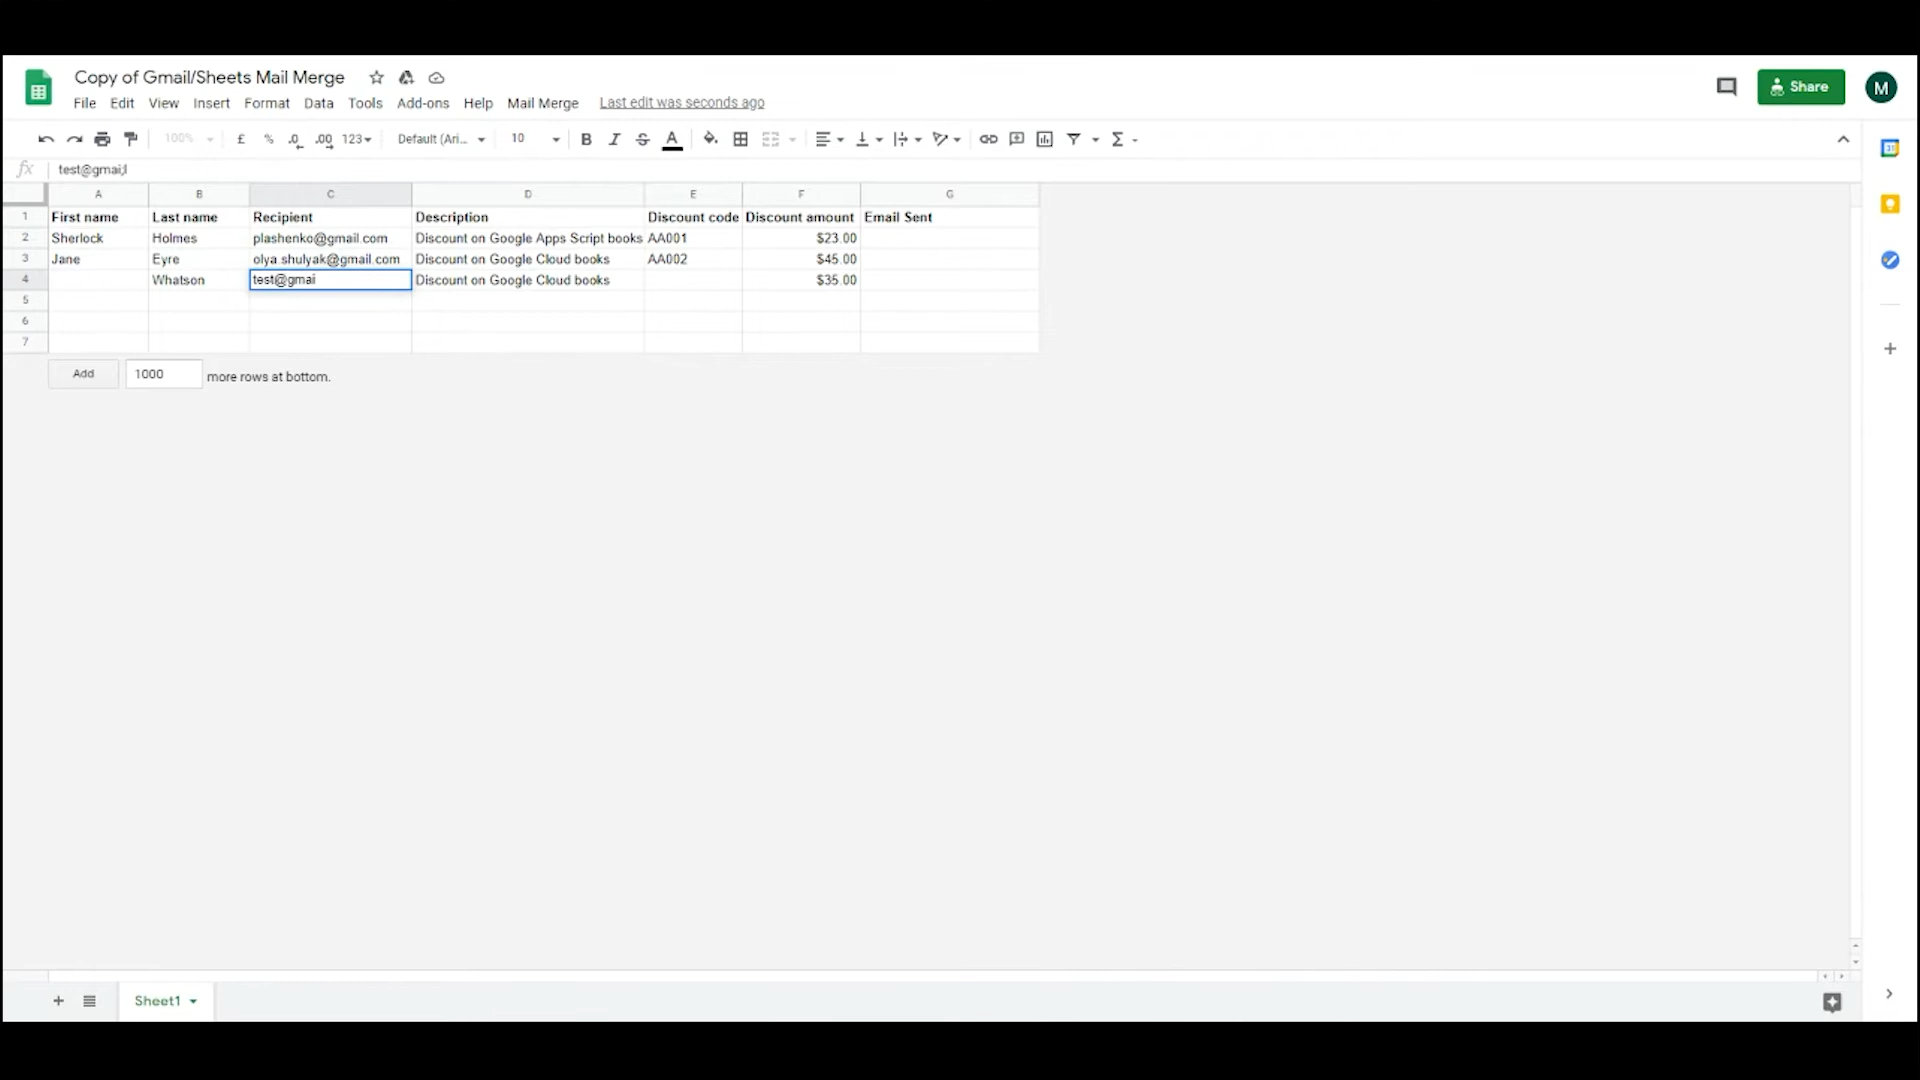 Copy of Gmail/Sheets Mail Merge
Share
M
File Edit View Insert Format Data Tools Add-ons Help Mail Merge Last edit was seconds ago
100% £ % .0 .00 123 Default (Ari... 10 B I S A Σ
fx test@gmai;l
A B C D E F G
1 First name Last name Recipient Description Discount code Discount amount Email Sent
2 Sherlock Holmes plashenko@gmail.com Discount on Google Apps Script books AA001 $23.00
3 Jane Eyre olya.shulyak@gmail.com Discount on Google Cloud books AA002 $45.00
4 Whatson test@gmai Discount on Google Cloud books $35.00
5
6
7
Add 1000 more rows at bottom.
Sheet1
31